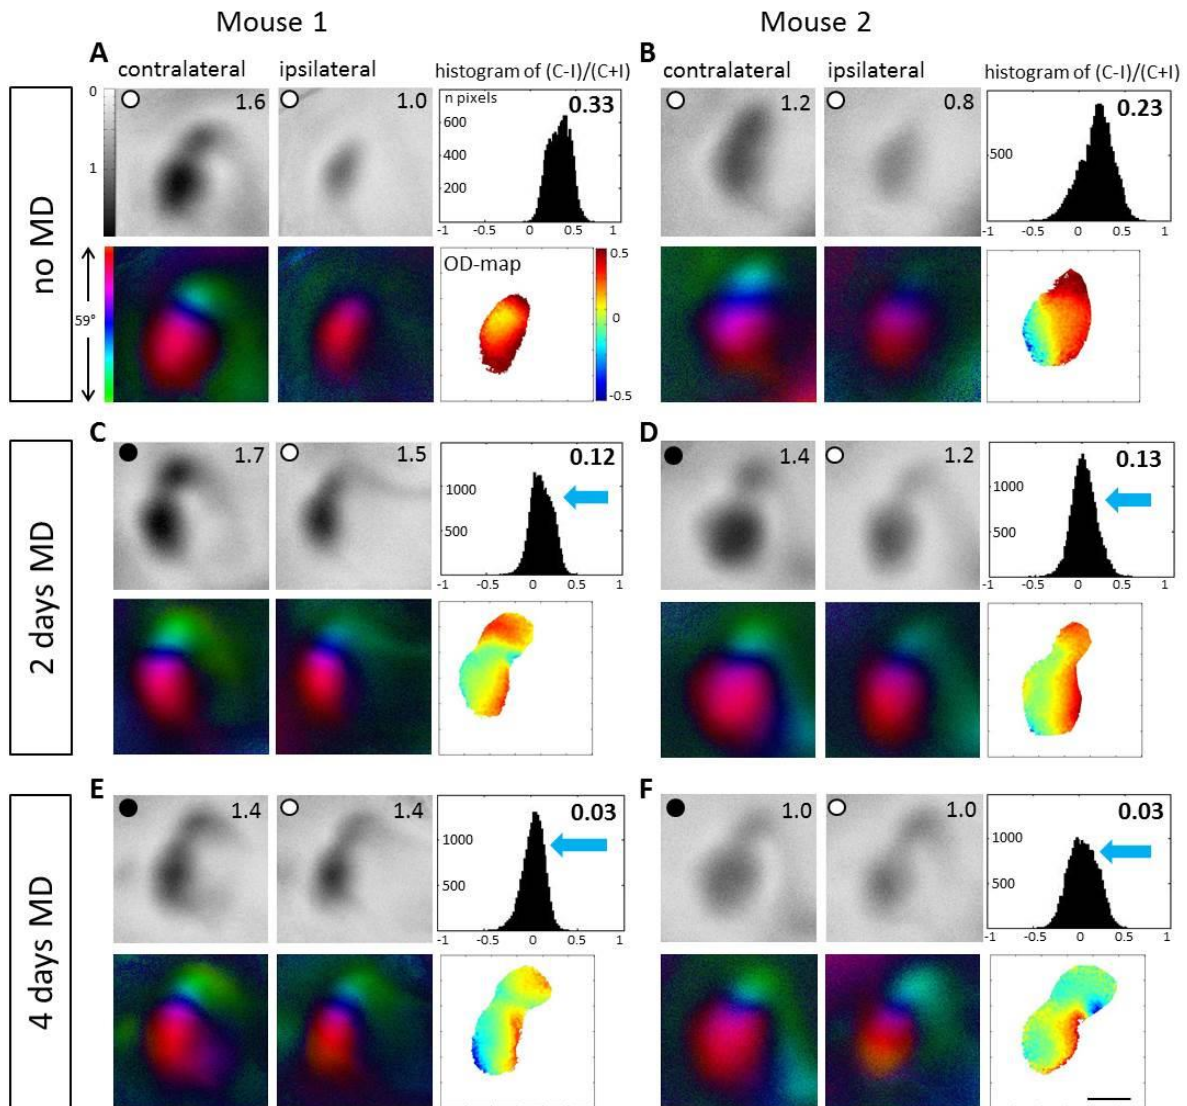 Mouse 1
Mouse 2
A
B
contralateral
ipsilateral
histogram of (C-I)/(C+I)
contralateral
ipsilateral
histogram of (C-I)/(C+I)
no MD
0
1
1.6
1.0
n pixels
0.33
600
400
200
-1 -0.5 0 0.5 1
1.2
0.8
0.23
500
-1 -0.5 0 0.5 1
59°
OD-map
0.5
0
-0.5
C
D
2 days MD
1.7
1.5
0.12
1000
500
-1 -0.5 0 0.5 1
1.4
1.2
0.13
1000
500
-1 -0.5 0 0.5 1
E
F
4 days MD
1.4
1.4
0.03
1000
500
-1 -0.5 0 0.5 1
1.0
1.0
0.03
1000
500
-1 -0.5 0 0.5 1